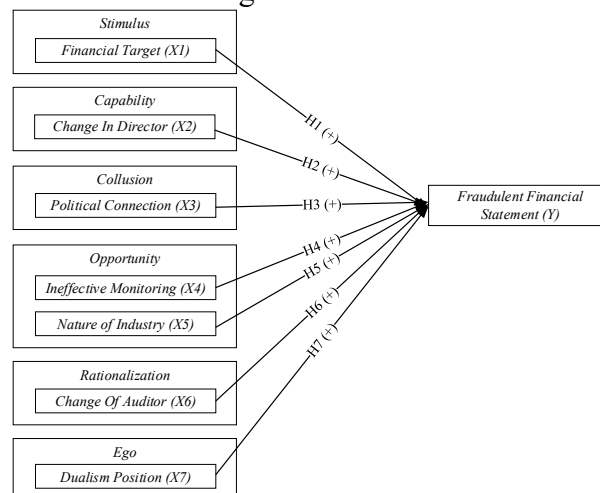 Stimulus
Financial Target (X1)
Capability
Change In Director (X2)
Collusion
Political Connection (X3)
Opportunity
Ineffective Monitoring (X4)
Nature of Industry (X5)
Rationalization
Change Of Auditor (X6)
Ego
Dualism Position (X7)
H1 (+)
H2 (+)
H3 (+)
H4 (+)
H5 (+)
H6 (+)
H7 (+)
Fraudulent Financial
Statement (Y)